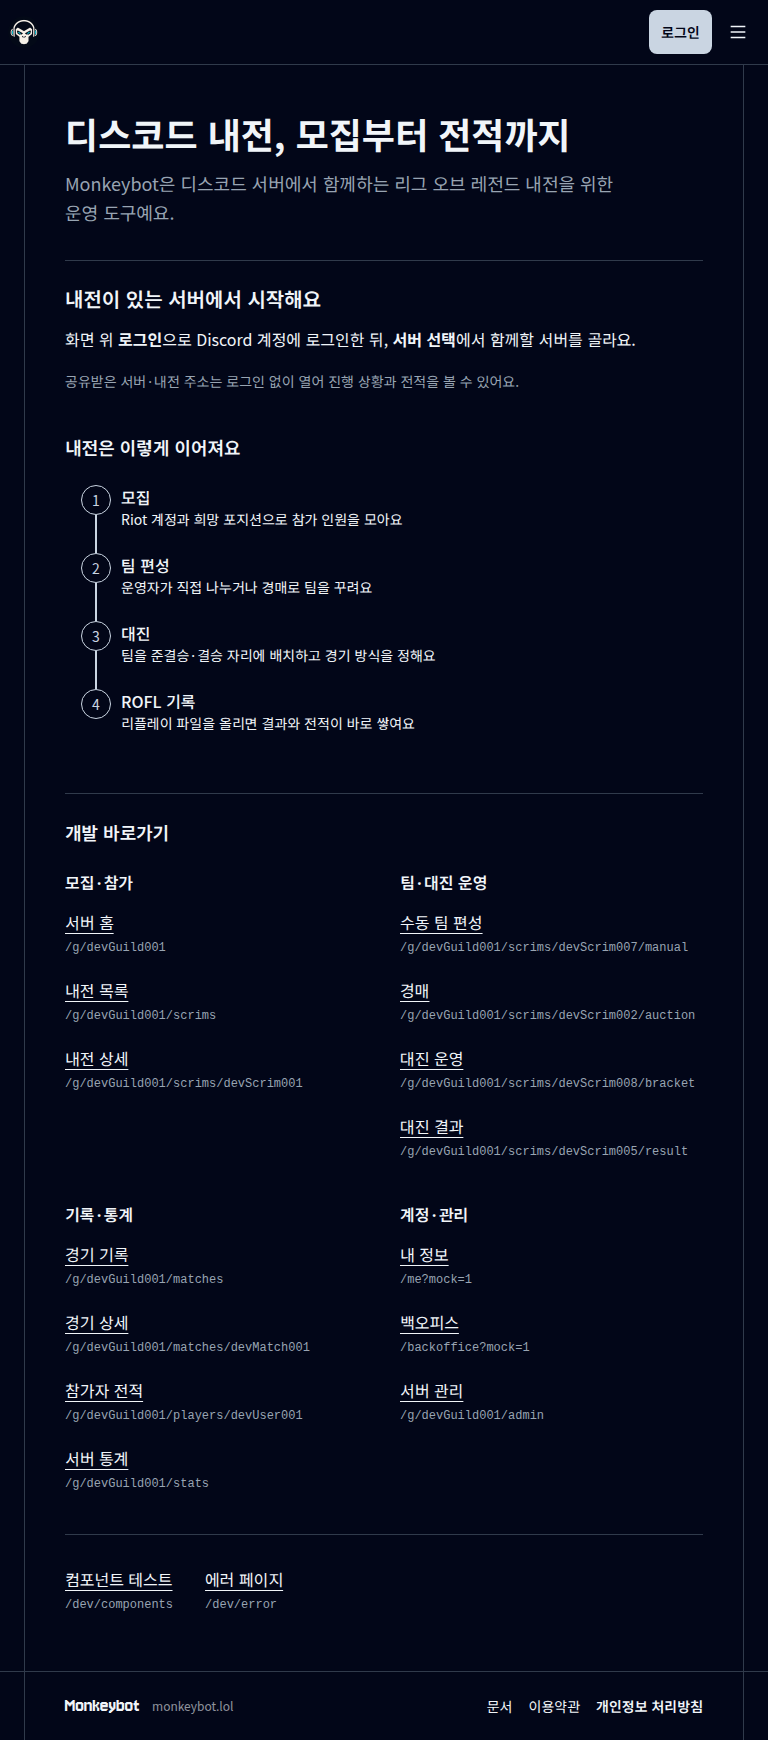 로그인
디스코드 내전, 모집부터 전적까지
Monkeybot은 디스코드 서버에서 함께하는 리그 오브 레전드 내전을 위한
운영 도구예요.
내전이 있는 서버에서 시작해요
화면 위 로그인으로 Discord 계정에 로그인한 뒤, 서버 선택에서 함께할 서버를 골라요.
공유받은 서버·내전 주소는 로그인 없이 열어 진행 상황과 전적을 볼 수 있어요.
내전은 이렇게 이어져요
1 모집
Riot 계정과 희망 포지션으로 참가 인원을 모아요
2 팀 편성
운영자가 직접 나누거나 경매로 팀을 꾸려요
3 대진
팀을 준결승·결승 자리에 배치하고 경기 방식을 정해요
4 ROFL 기록
리플레이 파일을 올리면 결과와 전적이 바로 쌓여요
개발 바로가기
모집·참가
서버 홈
/g/devGuild001
내전 목록
/g/devGuild001/scrims
내전 상세
/g/devGuild001/scrims/devScrim001
팀·대진 운영
수동 팀 편성
/g/devGuild001/scrims/devScrim007/manual
경매
/g/devGuild001/scrims/devScrim002/auction
대진 운영
/g/devGuild001/scrims/devScrim008/bracket
대진 결과
/g/devGuild001/scrims/devScrim005/result
기록·통계
경기 기록
/g/devGuild001/matches
경기 상세
/g/devGuild001/matches/devMatch001
참가자 전적
/g/devGuild001/players/devUser001
서버 통계
/g/devGuild001/stats
계정·관리
내 정보
/me?mock=1
백오피스
/backoffice?mock=1
서버 관리
/g/devGuild001/admin
컴포넌트 테스트
/dev/components
에러 페이지
/dev/error
Monkeybot monkeybot.lol
문서 이용약관 개인정보 처리방침